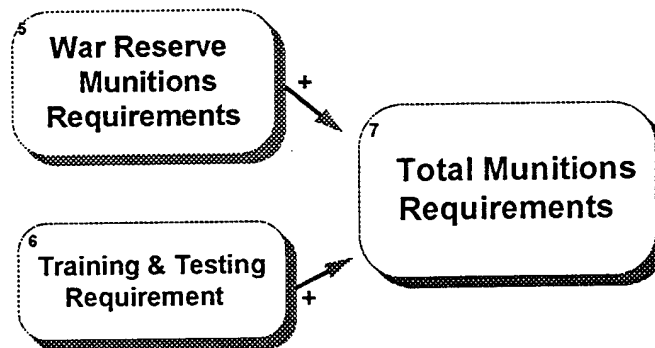 5
War Reserve
Munitions
Requirements
+
7
Total Munitions
Requirements
6
Training & Testing
Requirement
+